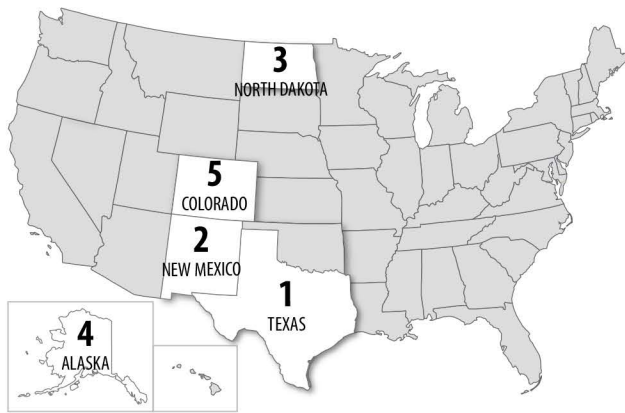 3
NORTH DAKOTA
5
COLORADO
2
NEW MEXICO
1
TEXAS
4
ALASKA